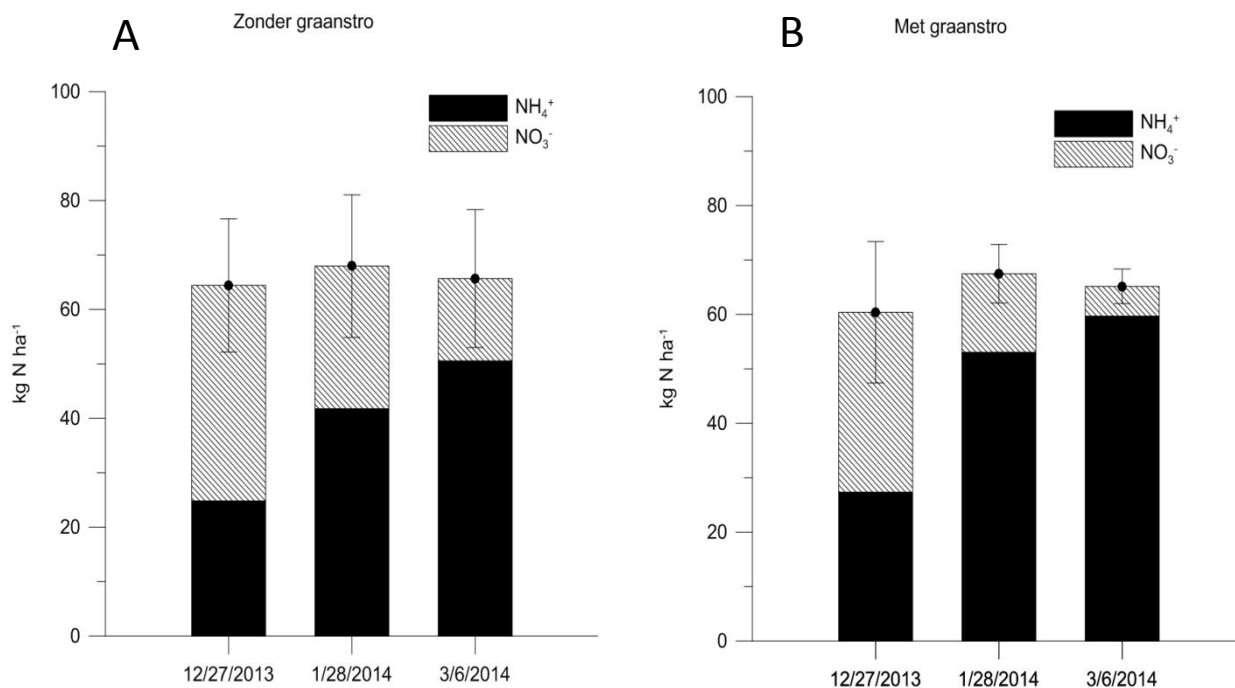 A
Zonder graanstro
100
80
60
40
20
0
kg N ha⁻¹
NH₄⁺
NO₃⁻
12/27/2013
1/28/2014
3/6/2014
B
Met graanstro
100
80
60
40
20
0
kg N ha⁻¹
NH₄⁺
NO₃⁻
12/27/2013
1/28/2014
3/6/2014